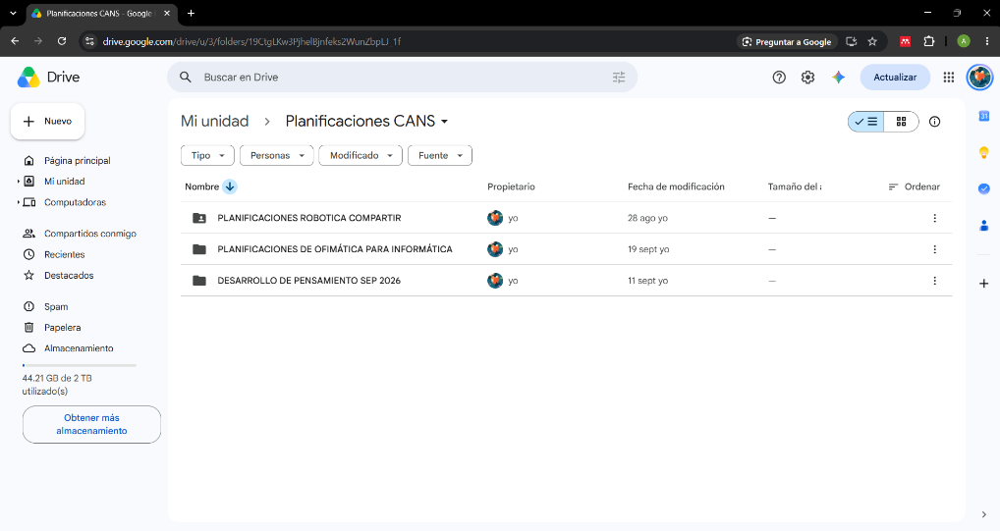 Planificaciones CANS - Google
drive.google.com/drive/u/3/folders/19CtgLKw3PjhelBjnfeks2WunZbpLJ_1f
Preguntar a Google
A
Drive
Buscar en Drive
Actualizar
Nuevo
Mi unidad > Planificaciones CANS
31
Página principal
Mi unidad
Computadoras
Compartidos conmigo
Recientes
Destacados
Spam
Papelera
Almacenamiento
44.21 GB de 2 TB
utilizado(s)
Obtener más
almacenamiento
Tipo Personas Modificado Fuente
Nombre Propietario Fecha de modificación Tamaño del Ordenar
PLANIFICACIONES ROBOTICA COMPARTIR yo 28 ago yo —
PLANIFICACIONES DE OFIMÁTICA PARA INFORMÁTICA yo 19 sept yo —
DESARROLLO DE PENSAMIENTO SEP 2026 yo 11 sept yo —